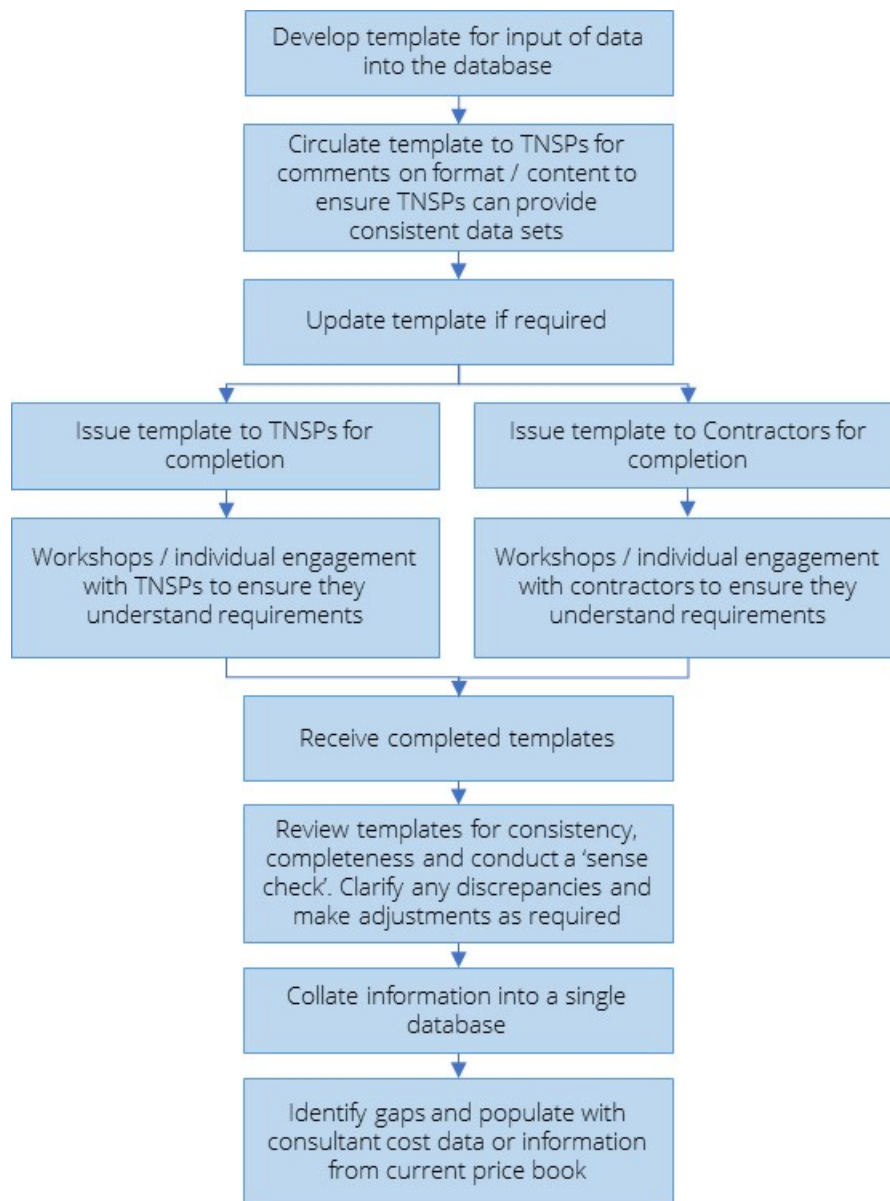 Develop template for input of data
into the database
Circulate template to TNSPs for
comments on format / content to
ensure TNSPs can provide
consistent data sets
Update template if required
Issue template to TNSPs for
completion
Issue template to Contractors for
completion
Workshops / individual engagement
with TNSPs to ensure they
understand requirements
Workshops / individual engagement
with contractors to ensure they
understand requirements
Receive completed templates
Review templates for consistency,
completeness and conduct a ‘sense
check’. Clarify any discrepancies and
make adjustments as required
Collate information into a single
database
Identify gaps and populate with
consultant cost data or information
from current price book